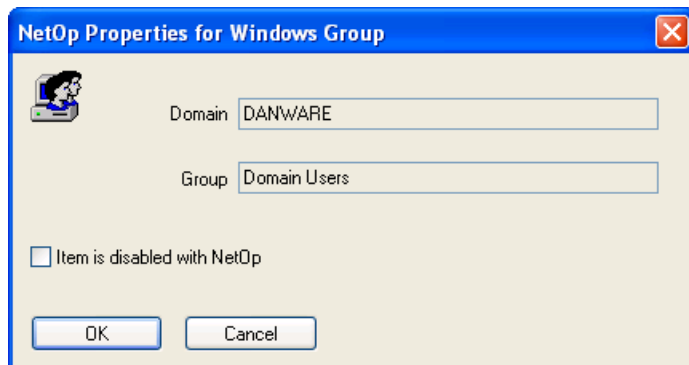 NetOp Properties for Windows Group
Domain DANWARE
Group Domain Users
Item is disabled with NetOp
OK Cancel